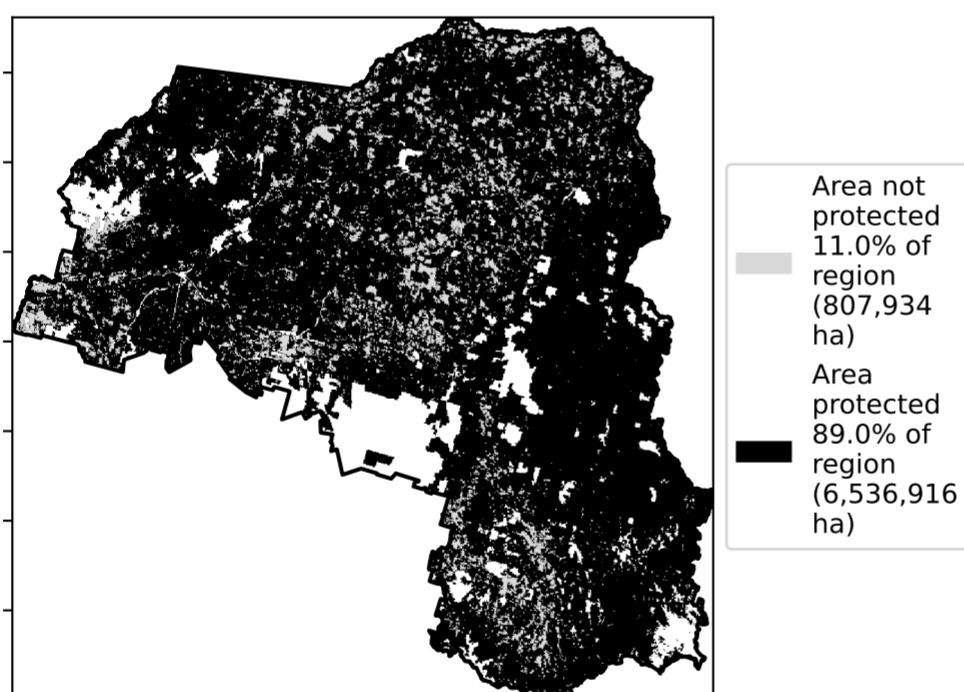 Area not
protected
11.0% of
region
(807,934
ha)
Area
protected
89.0% of
region
(6,536,916
ha)